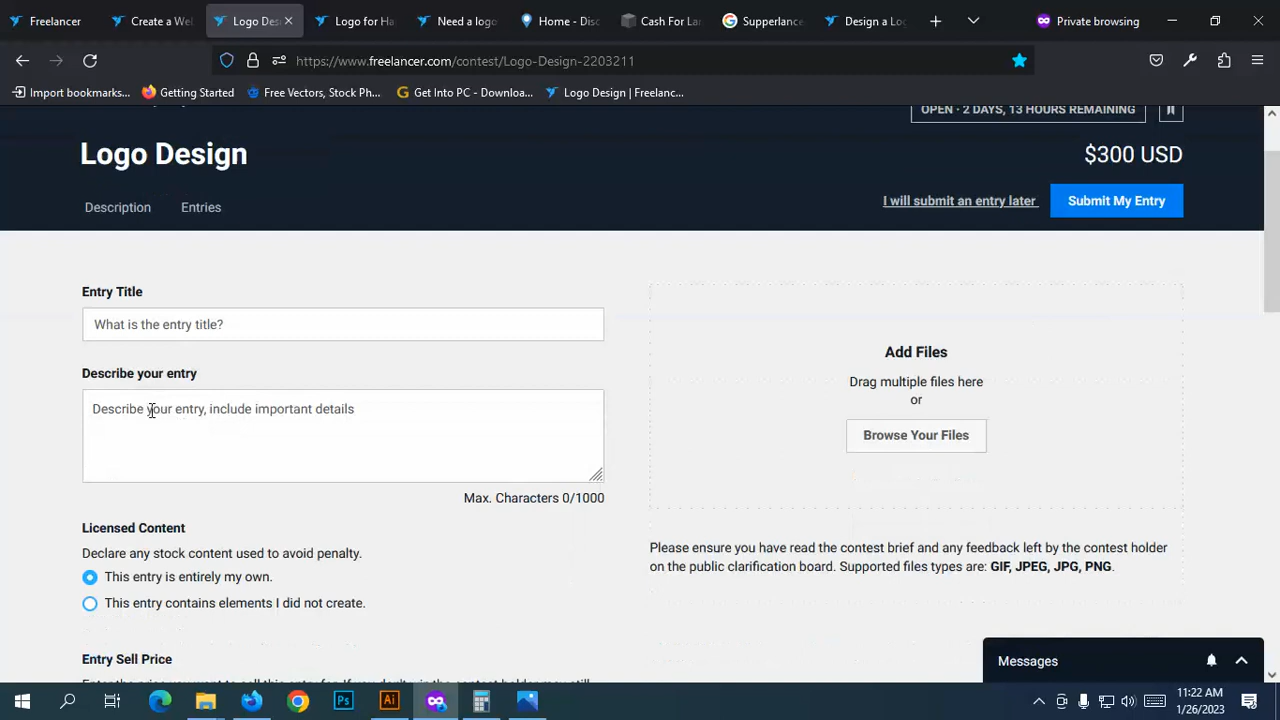 Freelancer
Create a Wel
Logo Des
Logo for Ha
Need a logo
Home - Disc
Cash For Lan
Supperlance
Design a Lo
Private browsing
https://www.freelancer.com/contest/Logo-Design-2203211
Import bookmarks...
Getting Started
Free Vectors, Stock Ph...
Get Into PC - Downloa...
Logo Design | Freelanc...
OPEN · 2 DAYS, 13 HOURS REMAINING
Logo Design
$300 USD
Description
Entries
I will submit an entry later
Submit My Entry
Entry Title
What is the entry title?
Describe your entry
Describe your entry, include important details
Max. Characters 0/1000
Add Files
Drag multiple files here
or
Browse Your Files
Licensed Content
Declare any stock content used to avoid penalty.
This entry is entirely my own.
This entry contains elements I did not create.
Please ensure you have read the contest brief and any feedback left by the contest holder
on the public clarification board. Supported files types are: GIF, JPEG, JPG, PNG.
Entry Sell Price
Messages
Ps
Ai
11:22 AM
1/26/2023